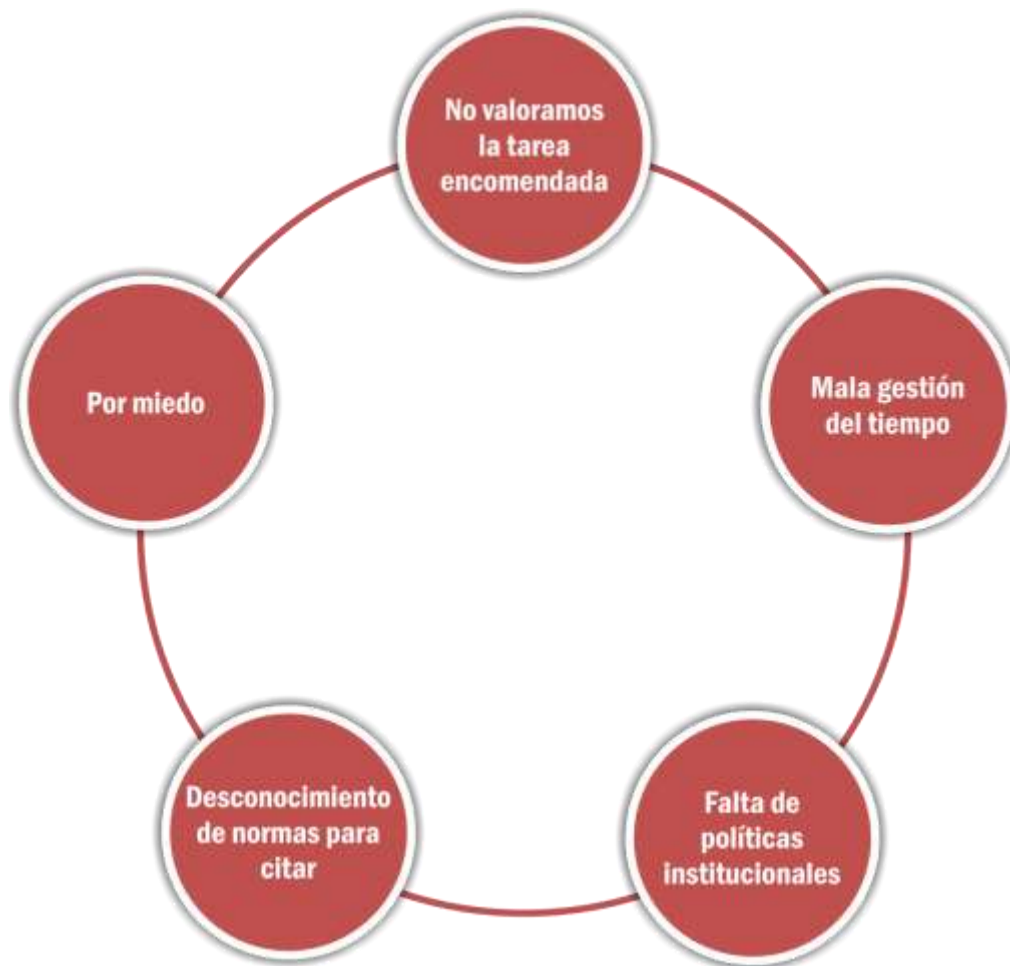 No valoramos
la tarea
encomendada
Mala gestión
del tiempo
Falta de
políticas
institucionales
Desconocimiento
de normas para
citar
Por miedo